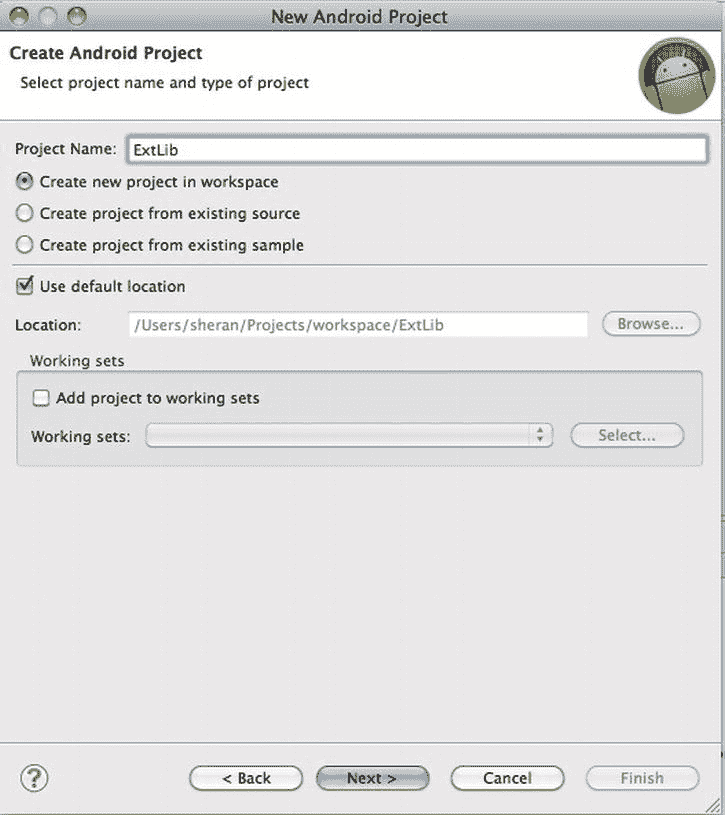 New Android Project
Create Android Project
Select project name and type of project
Project Name: ExtLib
Create new project in workspace
Create project from existing source
Create project from existing sample
Use default location
Location: /Users/sheran/Projects/workspace/ExtLib Browse...
Working sets
Add project to working sets
Working sets: Select...
? < Back Next > Cancel Finish